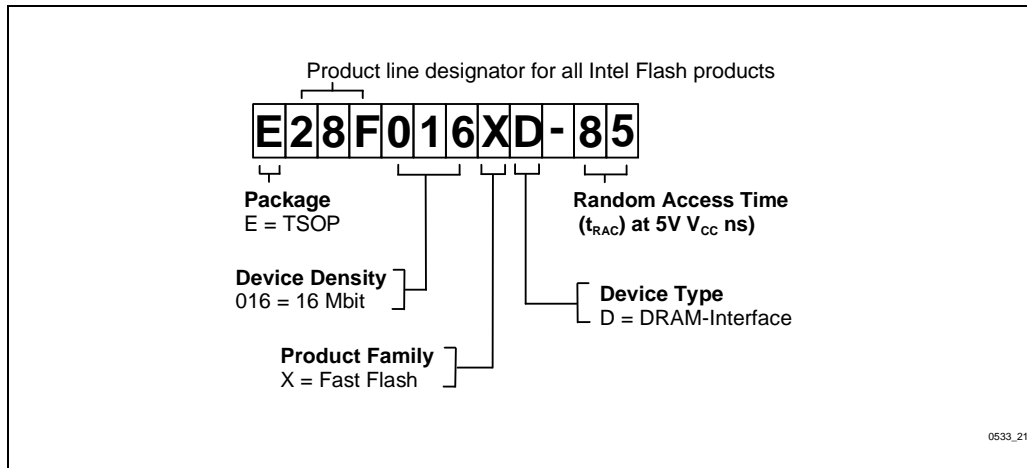 Product line designator for all Intel Flash products
E28F016XD-85
Package
E = TSOP
Random Access Time
(tRAC) at 5V VCC ns)
Device Density
016 = 16 Mbit
Device Type
D = DRAM-Interface
Product Family
X = Fast Flash
0533_21